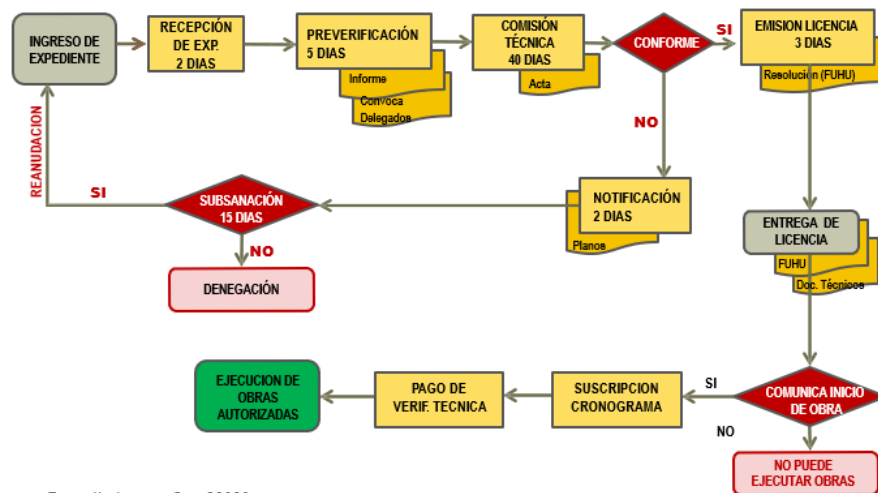 INGRESO DE
EXPEDIENTE
RECEPCIÓN
DE EXP.
2 DIAS
PREVERIFICACIÓN
5 DIAS
Informe
Convoca
Delegados
COMISIÓN
TÉCNICA
40 DIAS
Acta
CONFORME
SI
EMISION LICENCIA
3 DIAS
Resolución (FUHU)
NO
REANUDACION
SI
SUBSANACIÓN
15 DIAS
NOTIFICACIÓN
2 DIAS
Planos
ENTREGA DE
LICENCIA
FUHU
Doc. Técnicos
NO
DENEGACIÓN
EJECUCION DE
OBRAS
AUTORIZADAS
PAGO DE
VERIF. TECNICA
SUSCRIPCION
CRONOGRAMA
SI
COMUNICA INICIO
DE OBRA
NO
NO PUEDE
EJECUTAR OBRAS